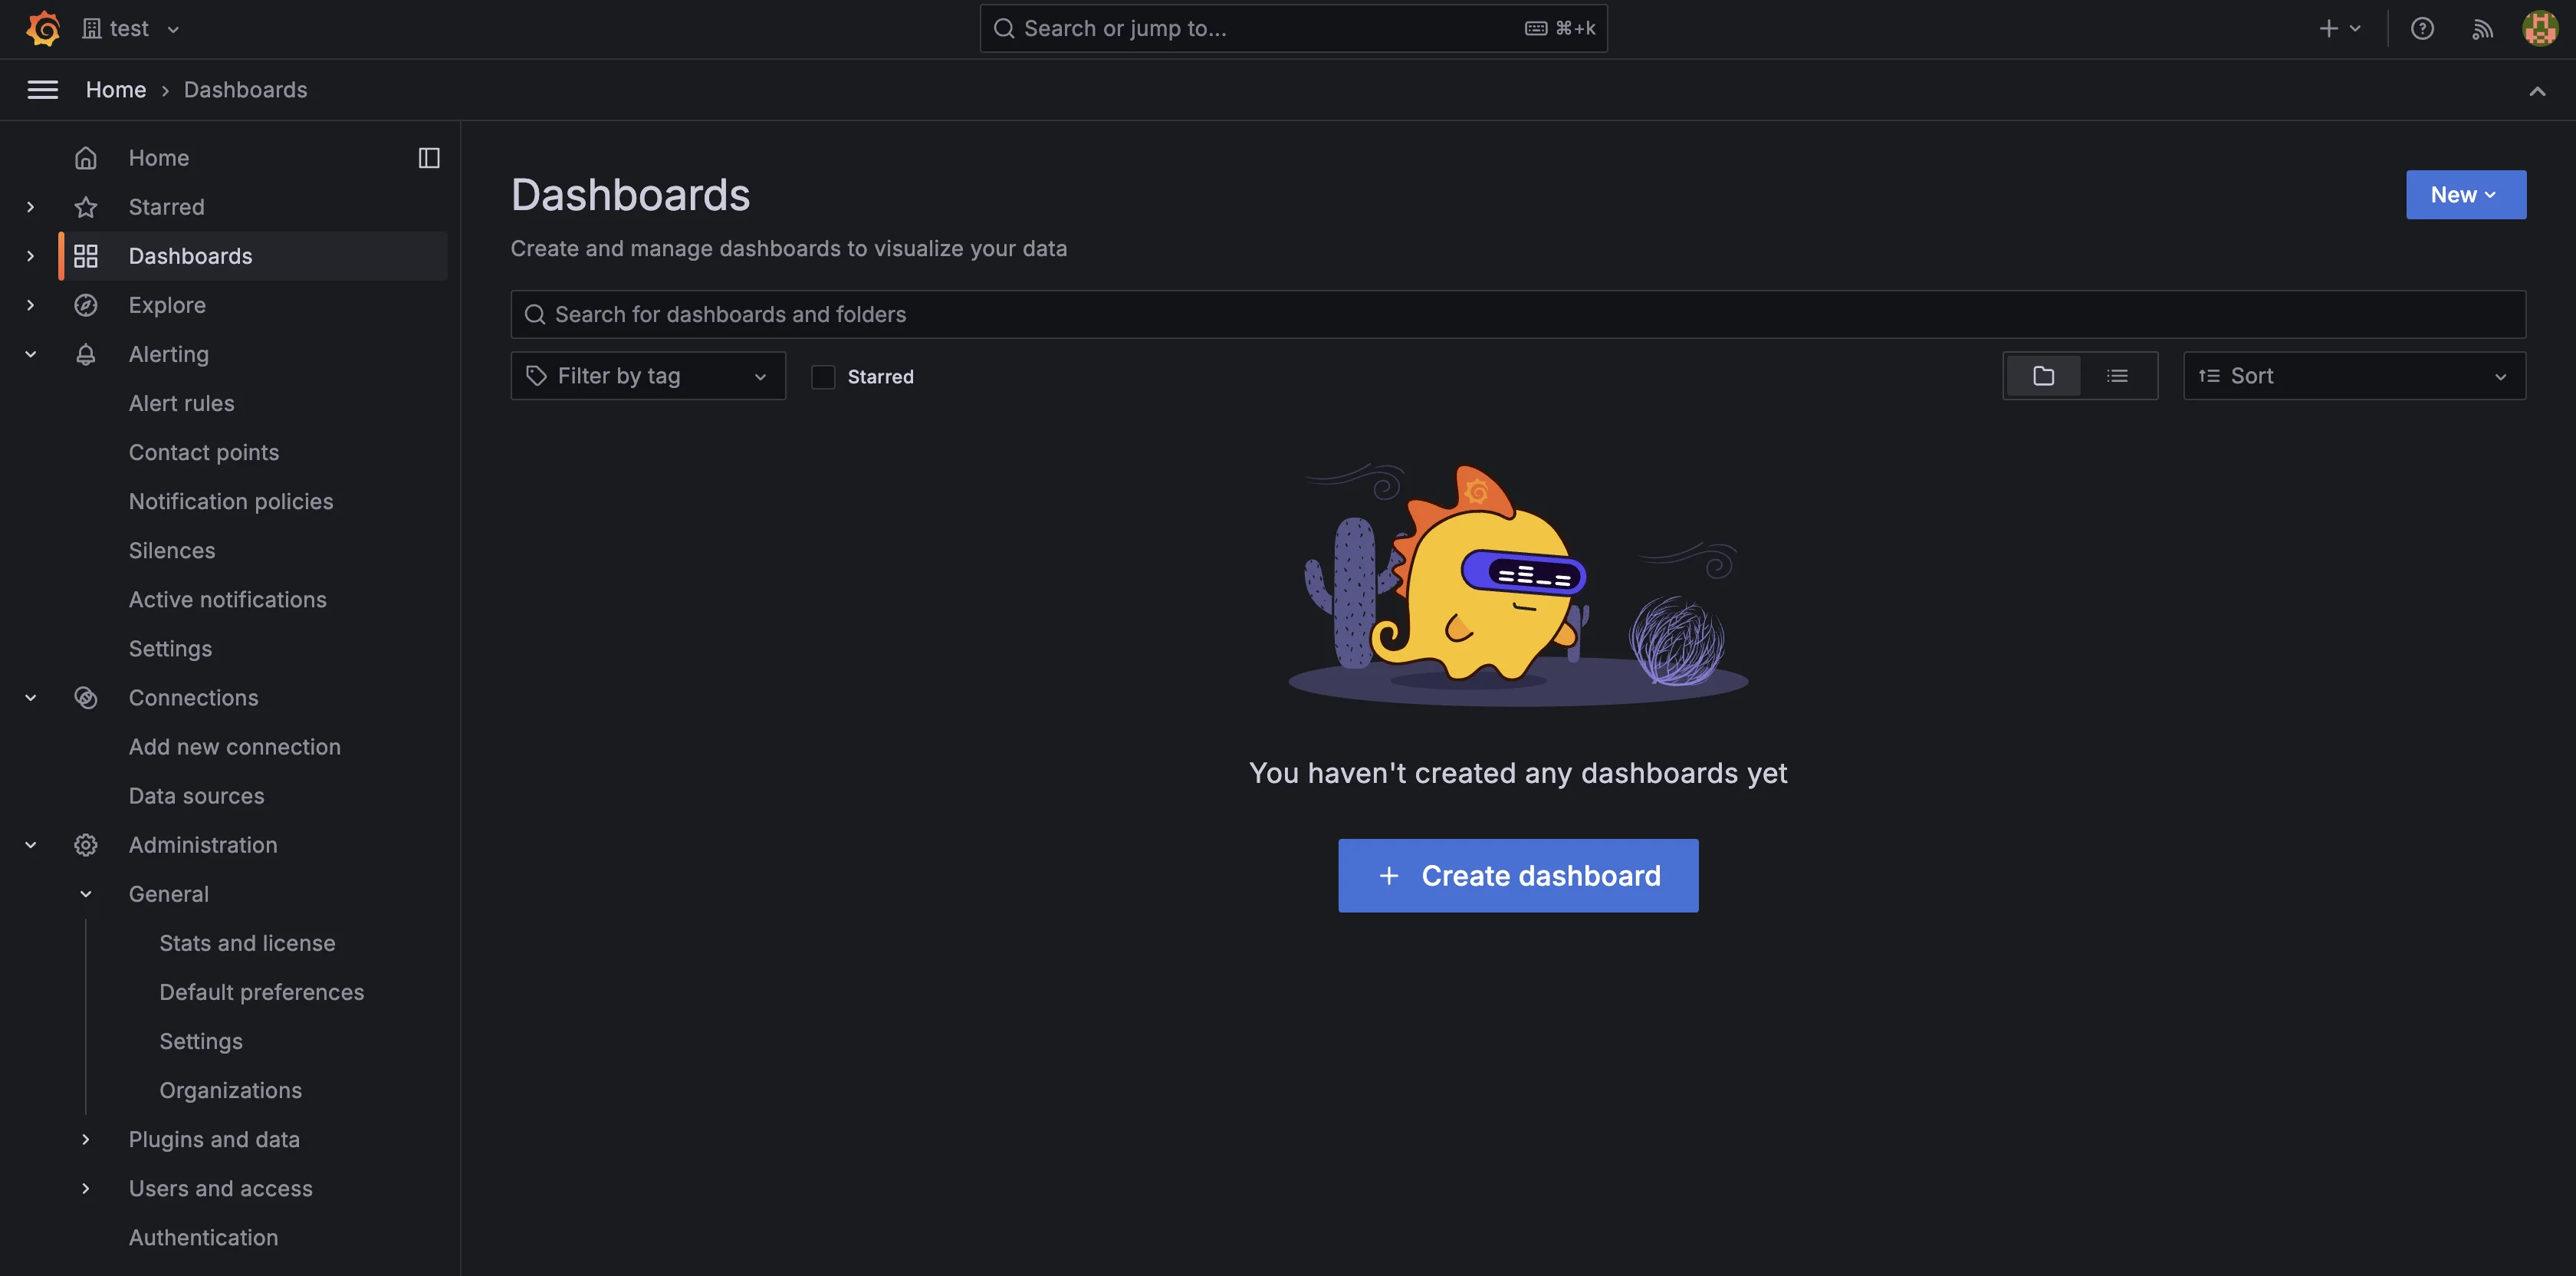 test
Search or jump to...
⌘+k
Home › Dashboards
Home
Starred
Dashboards
Explore
Alerting
Alert rules
Contact points
Notification policies
Silences
Active notifications
Settings
Connections
Add new connection
Data sources
Administration
General
Stats and license
Default preferences
Settings
Organizations
Plugins and data
Users and access
Authentication
Dashboards
New
Create and manage dashboards to visualize your data
Search for dashboards and folders
Filter by tag
Starred
Sort
You haven't created any dashboards yet
Create dashboard